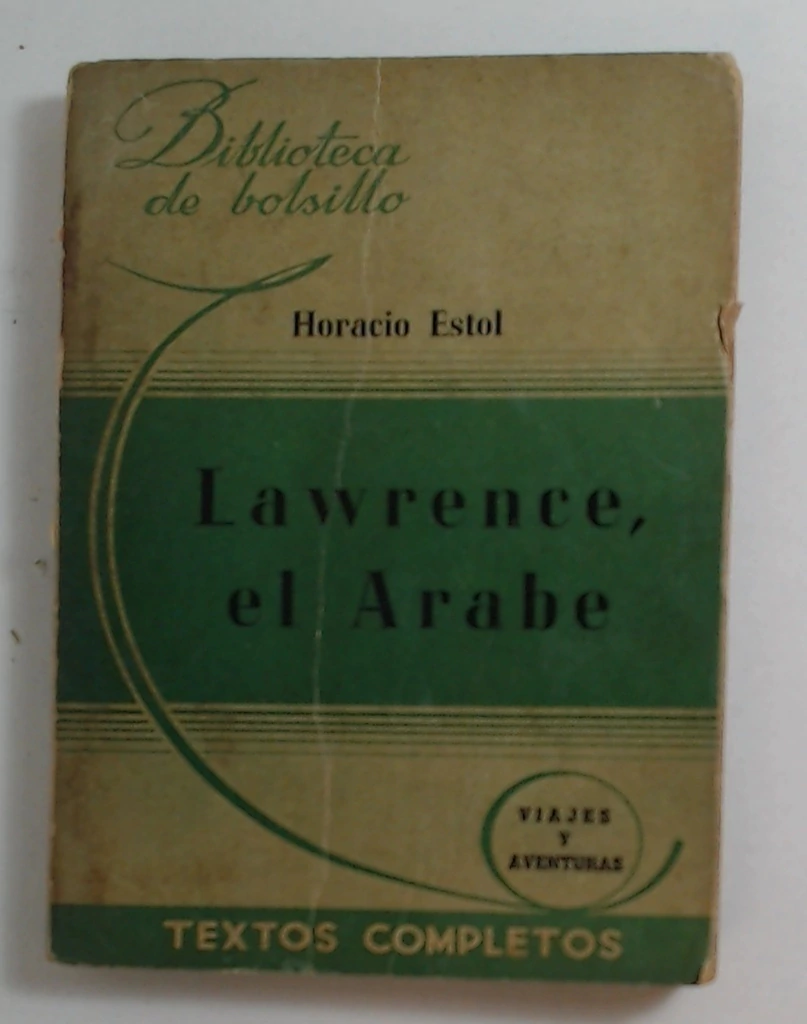 Biblioteca
de bolsillo
Horacio Estol
Lawrence,
el Arabe
VIAJES
Y
AVENTURAS
TEXTOS COMPLETOS